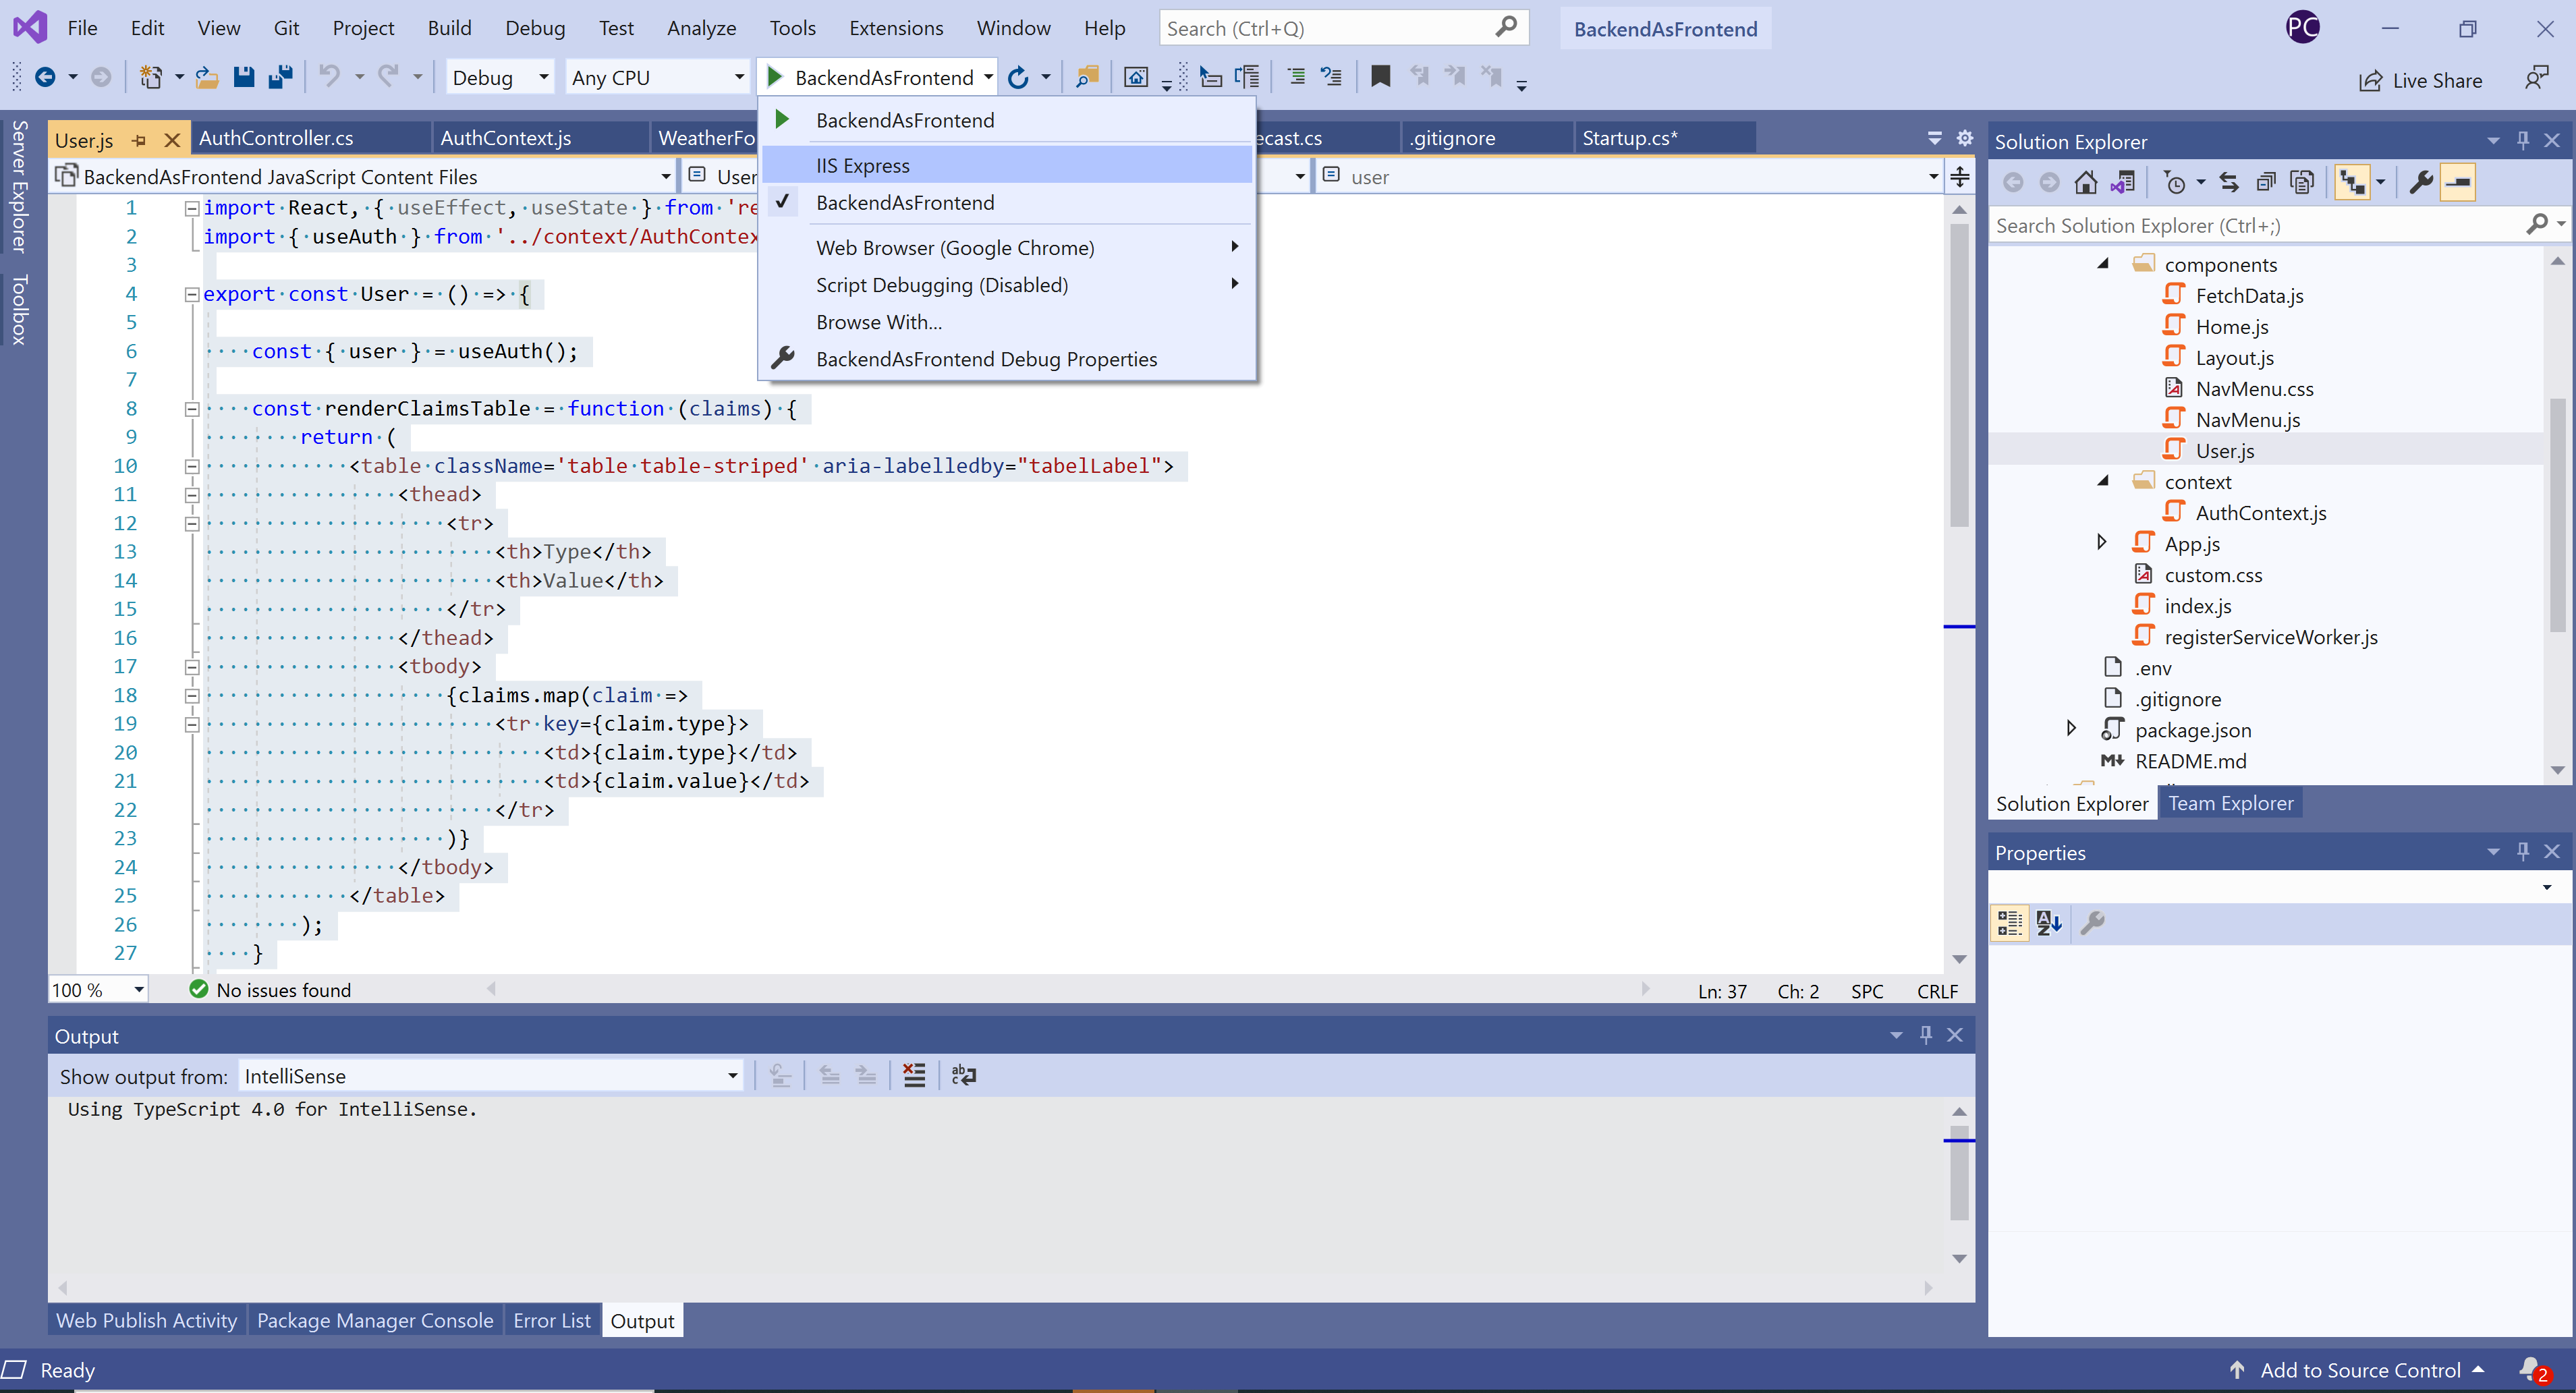 File Edit View Git Project Build Debug Test Analyze Tools Extensions Window Help Search (Ctrl+Q) BackendAsFrontend PC
Debug Any CPU BackendAsFrontend Live Share
Server Explorer
Toolbox
User.js AuthController.cs AuthContext.js WeatherFo ecast.cs .gitignore Startup.cs*
BackendAsFrontend JavaScript Content Files User user
BackendAsFrontend
IIS Express
BackendAsFrontend
Web Browser (Google Chrome)
Script Debugging (Disabled)
Browse With...
BackendAsFrontend Debug Properties
1 import React, { useEffect, useState } from 're
2 import { useAuth } from '../context/AuthContex
3
4 export const User = () => {
5
6 const { user } = useAuth();
7
8 const renderClaimsTable = function (claims) {
9 return (
10 <table className='table table-striped' aria-labelledby="tabelLabel">
11 <thead>
12 <tr>
13 <th>Type</th>
14 <th>Value</th>
15 </tr>
16 </thead>
17 <tbody>
18 {claims.map(claim =>
19 <tr key={claim.type}>
20 <td>{claim.type}</td>
21 <td>{claim.value}</td>
22 </tr>
23 )}
24 </tbody>
25 </table>
26 );
27 }
100 % No issues found Ln: 37 Ch: 2 SPC CRLF
Output
Show output from: IntelliSense
Using TypeScript 4.0 for IntelliSense.
Web Publish Activity Package Manager Console Error List Output
Solution Explorer
Search Solution Explorer (Ctrl+;)
components
FetchData.js
Home.js
Layout.js
NavMenu.css
NavMenu.js
User.js
context
AuthContext.js
App.js
custom.css
index.js
registerServiceWorker.js
.env
.gitignore
package.json
README.md
Solution Explorer Team Explorer
Properties
Ready Add to Source Control 2